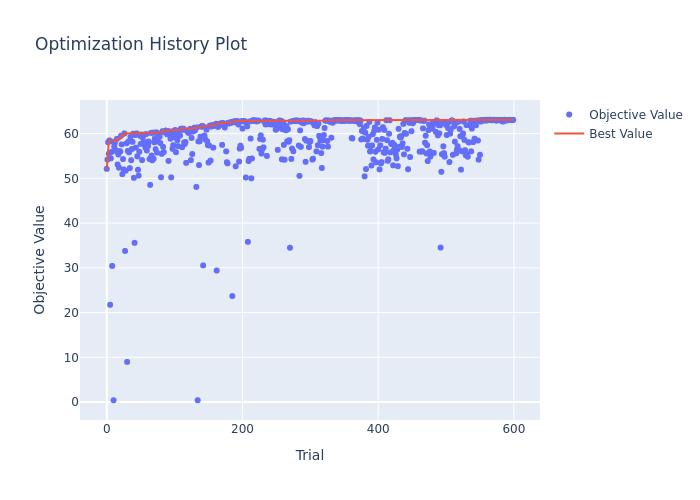 Optimization History Plot
Objective Value
Best Value
60
50
40
30
20
10
0
Objective Value
0 200 400 600
Trial